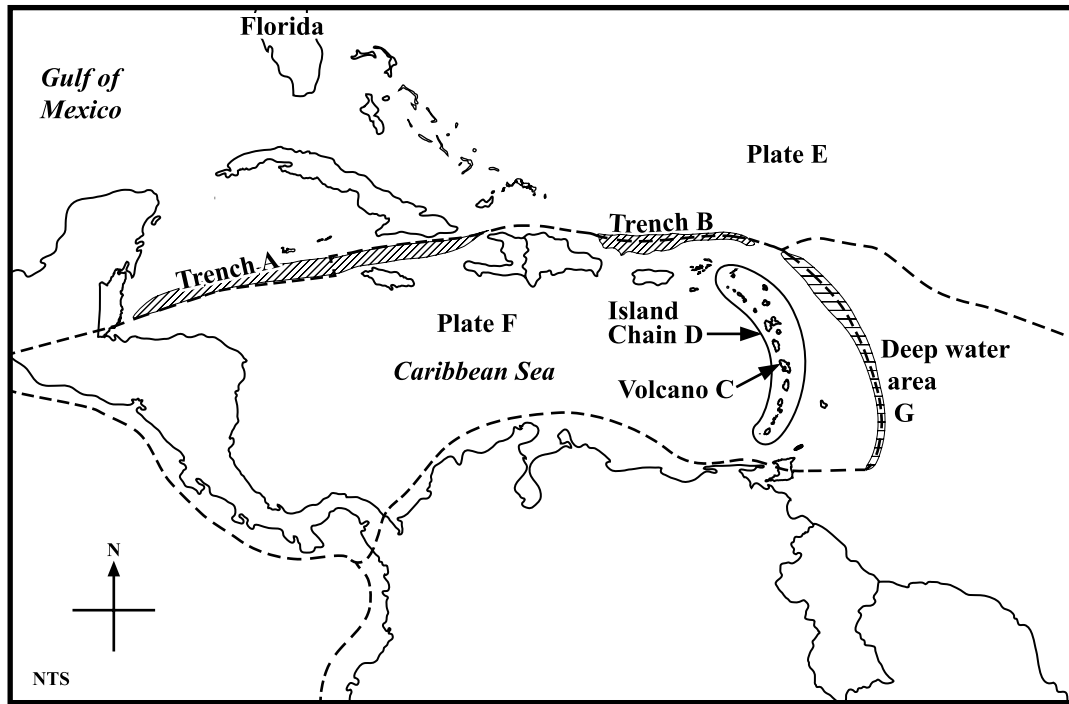 Florida
Gulf of
Mexico
Plate E
Trench B
Trench A
Island
Chain D
Plate F
Deep water
area
G
Caribbean Sea
Volcano C
N
NTS